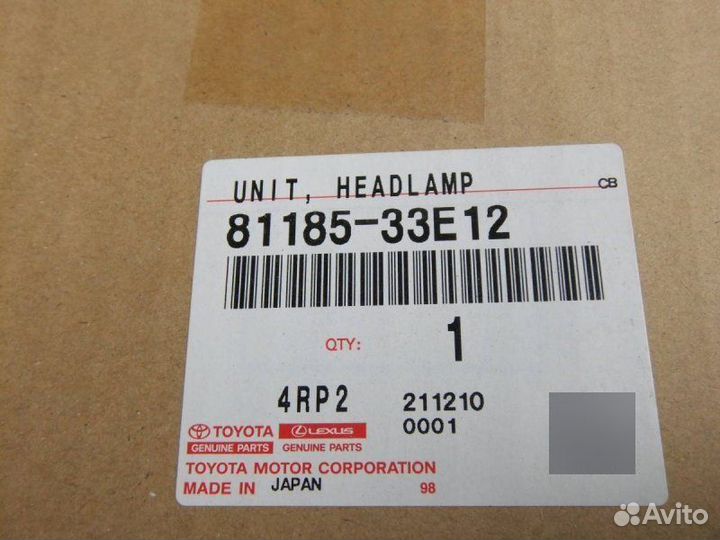 UNIT, HEADLAMP
CB
81185-33E12
QTY: 1
4RP2 211210
0001
TOYOTA LEXUS
GENUINE PARTS GENUINE PARTS
TOYOTA MOTOR CORPORATION
MADE IN JAPAN 98
Avito